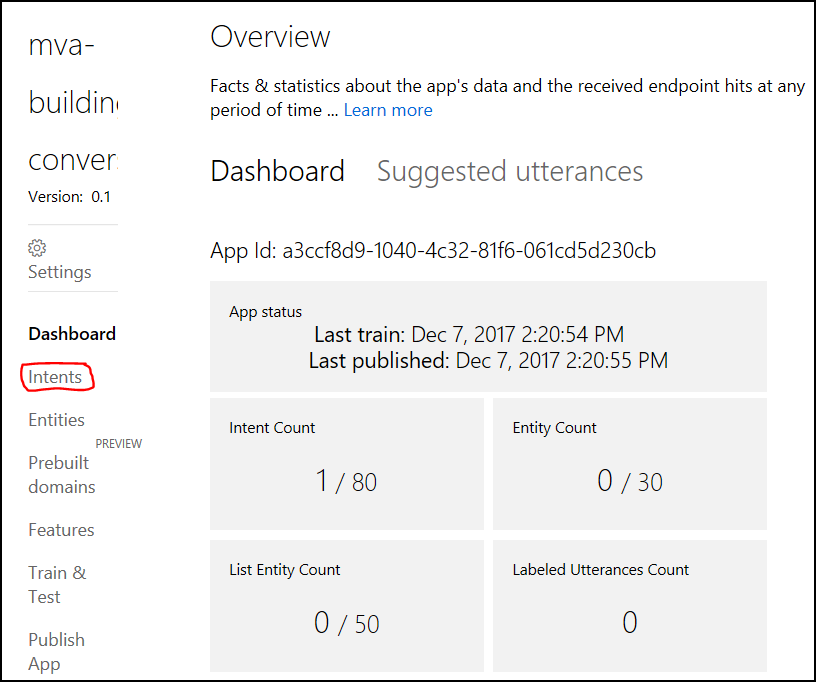 mva-
building
conver
Version: 0.1
Settings
Dashboard
Intents
Entities
PREVIEW
Prebuilt
domains
Features
Train &
Test
Publish
App
Overview
Facts & statistics about the app's data and the received endpoint hits at any
period of time ... Learn more
Dashboard Suggested utterances
App Id: a3ccf8d9-1040-4c32-81f6-061cd5d230cb
App status
Last train: Dec 7, 2017 2:20:54 PM
Last published: Dec 7, 2017 2:20:55 PM
Intent Count
1 / 80
Entity Count
0 / 30
List Entity Count
0 / 50
Labeled Utterances Count
0